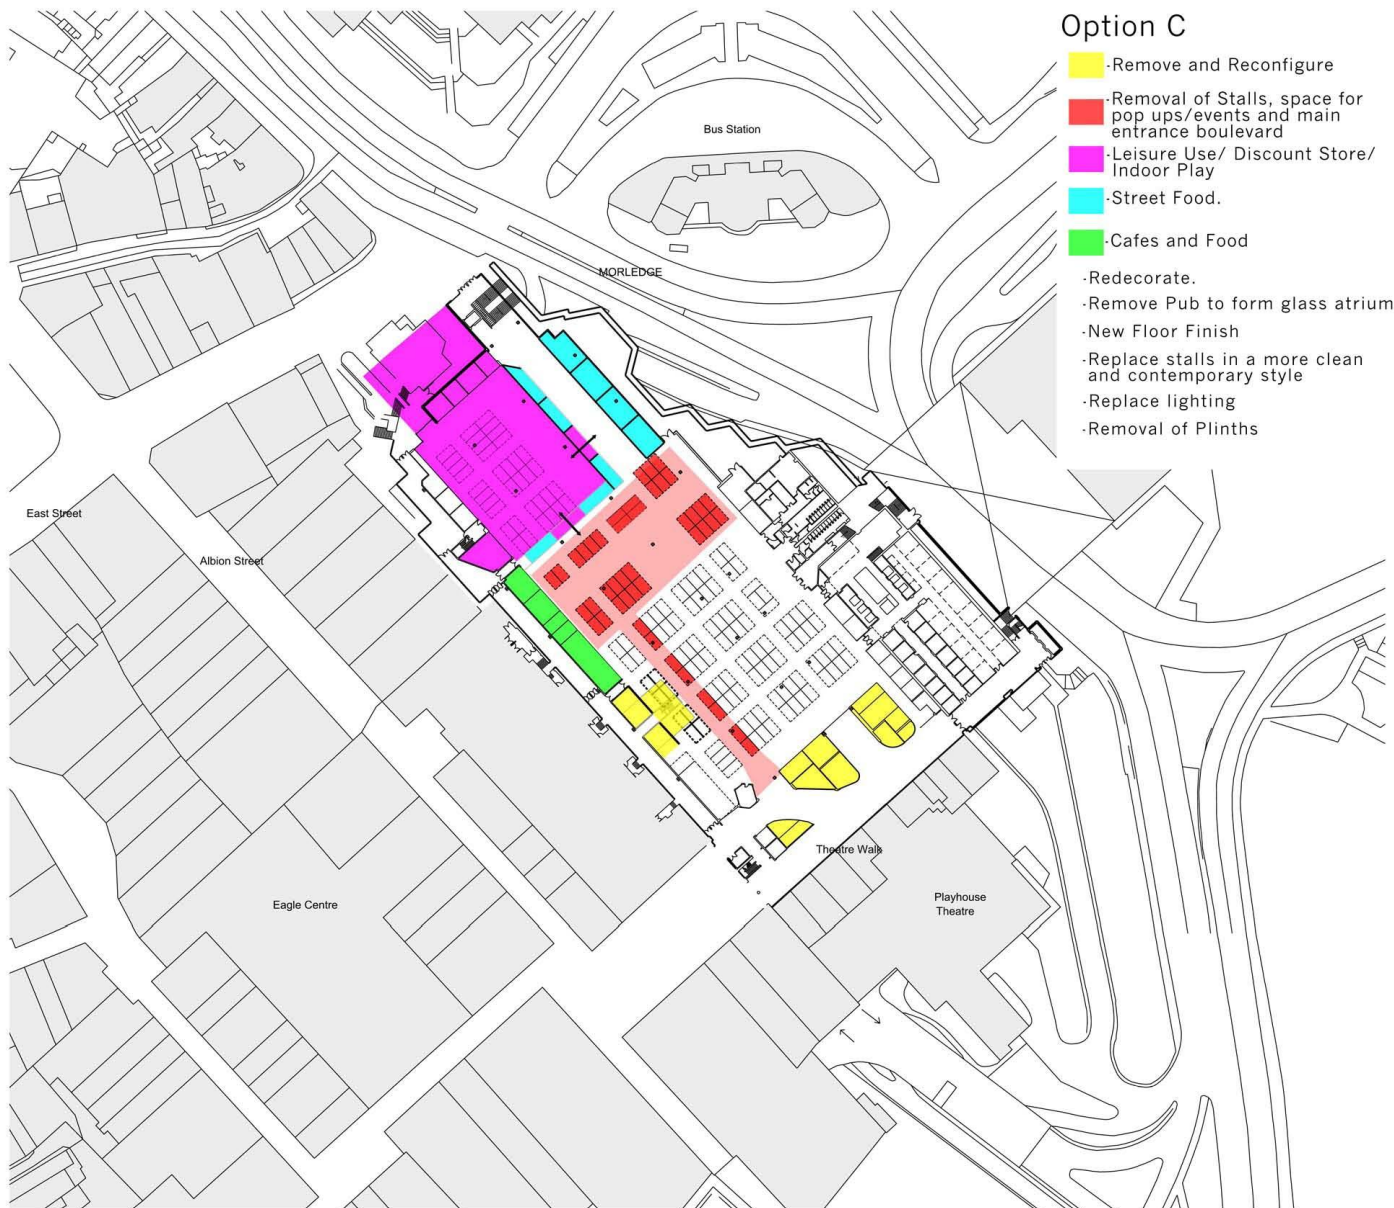 Option C
-Remove and Reconfigure
-Removal of Stalls, space for
pop ups/events and main
entrance boulevard
-Leisure Use/ Discount Store/
Indoor Play
-Street Food.
-Cafes and Food
-Redecorate.
-Remove Pub to form glass atrium
-New Floor Finish
-Replace stalls in a more clean
and contemporary style
-Replace lighting
-Removal of Plinths
Bus Station
MORLEDGE
East Street
Albion Street
Theatre Walk
Eagle Centre
Playhouse
Theatre